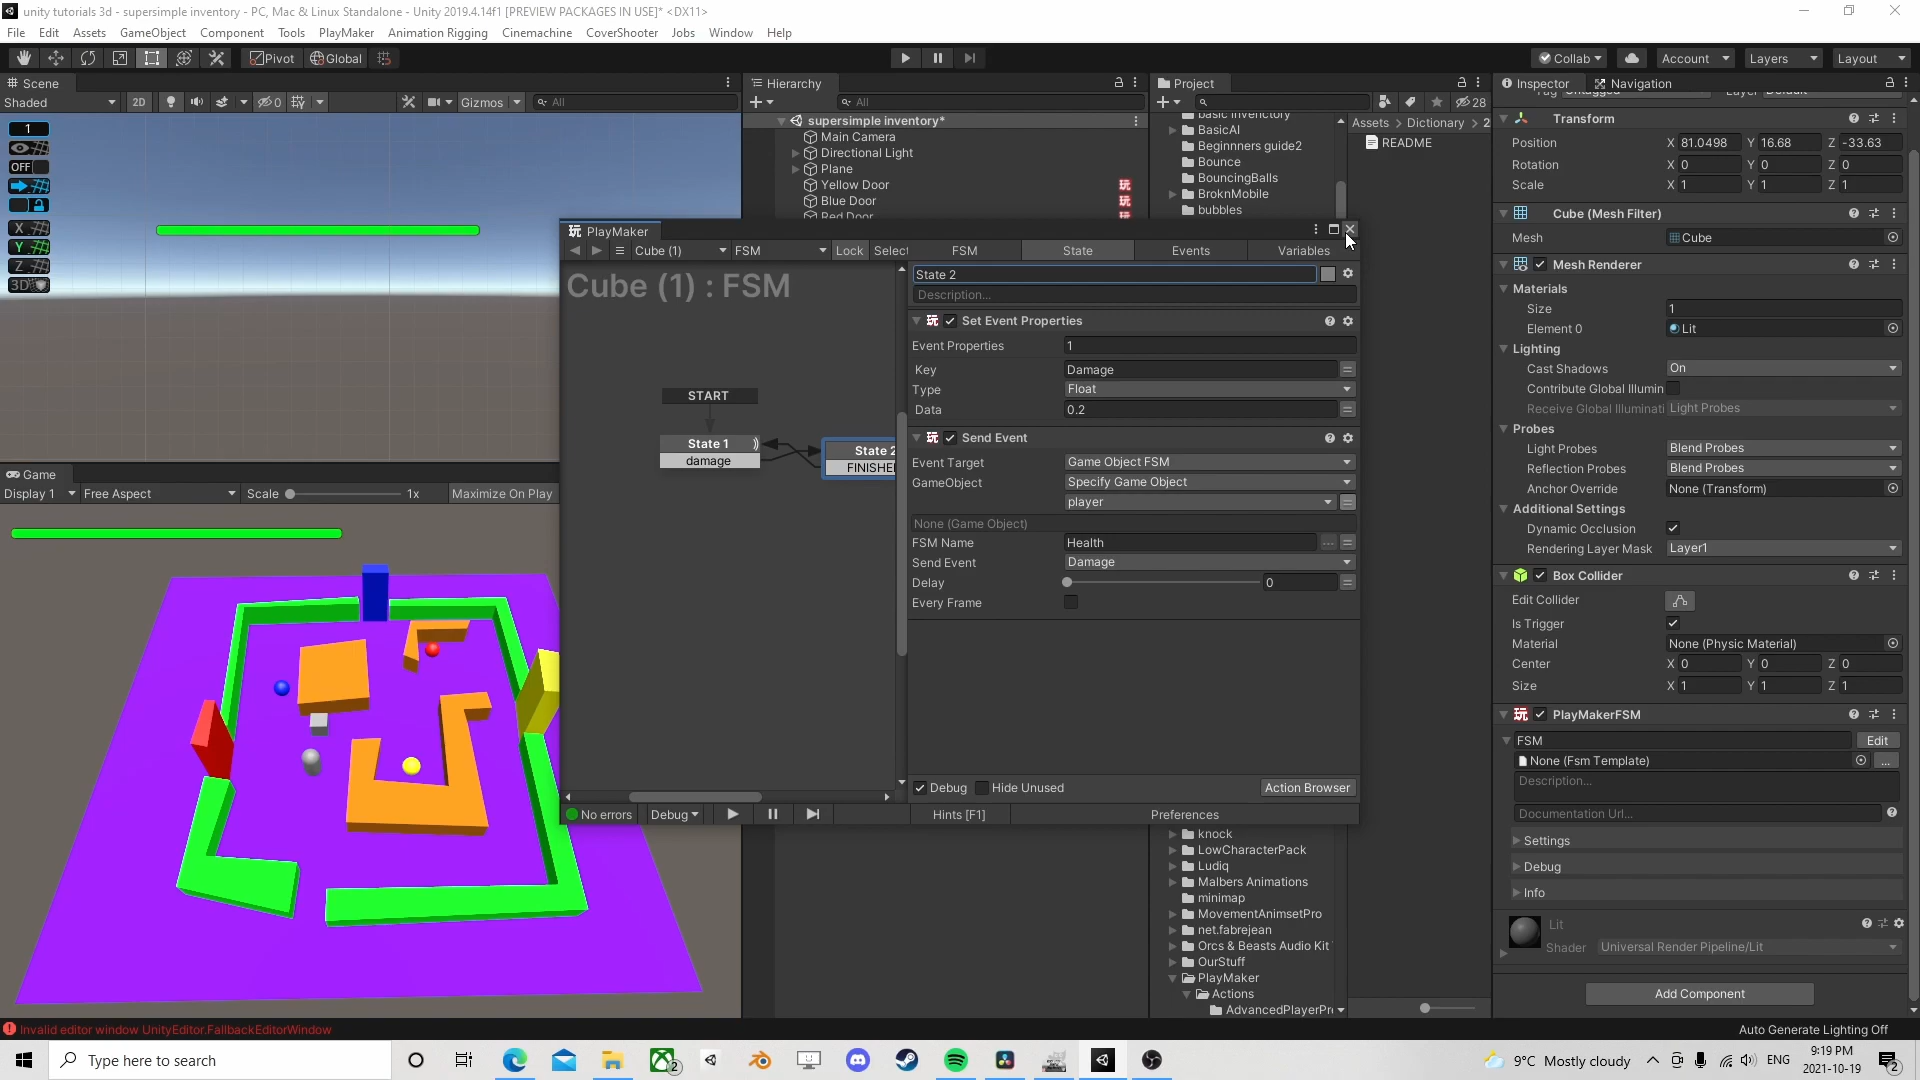 unity tutorials 3d - supersimple inventory - PC, Mac & Linux Standalone - Unity 2019.4.14f1 [PREVIEW PACKAGES IN USE]* <DX11>
File Edit Assets GameObject Component Tools PlayMaker Animation Rigging Cinemachine CoverShooter Jobs Window Help
Pivot Global Collab Account Layers Layout
Scene
Shaded 2D 0 Gizmos All
1
OFF
X
Y
Z
3D
Hierarchy
All
supersimple inventory*
Main Camera
Directional Light
Plane
Yellow Door
Blue Door
Red Door
Project
28
basic inventory
BasicAI
Beginnners guide2
Bounce
BouncingBalls
BroknMobile
bubbles
Assets > Dictionary > 2
README
PlayMaker
Cube (1) FSM Lock Select FSM State Events Variables
Cube (1) : FSM
START
State 1
damage
State 2
FINISHE
State 2
Description...
Set Event Properties
Event Properties 1
Key Damage
Type Float
Data 0.2
Send Event
Event Target Game Object FSM
GameObject Specify Game Object
player
None (Game Object)
FSM Name Health
Send Event Damage
Delay 0
Every Frame
Debug Hide Unused Action Browser
No errors Debug Hints [F1] Preferences
knock
LowCharacterPack
Ludiq
Malbers Animations
minimap
MovementAnimsetPro
net.fabrejean
Orcs & Beasts Audio Kit
OurStuff
PlayMaker
Actions
AdvancedPlayerPr
Game
Display 1 Free Aspect Scale 1x Maximize On Play
Inspector Navigation
Tag Untagged Layer Default
Transform
Position X 81.0498 Y 16.68 Z -33.63
Rotation X 0 Y 0 Z 0
Scale X 1 Y 1 Z 1
Cube (Mesh Filter)
Mesh Cube
Mesh Renderer
Materials
Size 1
Element 0 Lit
Lighting
Cast Shadows On
Contribute Global Illumin
Receive Global Illuminati Light Probes
Probes
Light Probes Blend Probes
Reflection Probes Blend Probes
Anchor Override None (Transform)
Additional Settings
Dynamic Occlusion
Rendering Layer Mask Layer1
Box Collider
Edit Collider
Is Trigger
Material None (Physic Material)
Center X 0 Y 0 Z 0
Size X 1 Y 1 Z 1
PlayMakerFSM
FSM Edit
None (Fsm Template) ...
Description...
Documentation Url...
Settings
Debug
Info
Lit
Shader Universal Render Pipeline/Lit
Add Component
Invalid editor window UnityEditor.FallbackEditorWindow
Auto Generate Lighting Off
Type here to search
2
9°C Mostly cloudy ENG
9:19 PM
2021-10-19
2